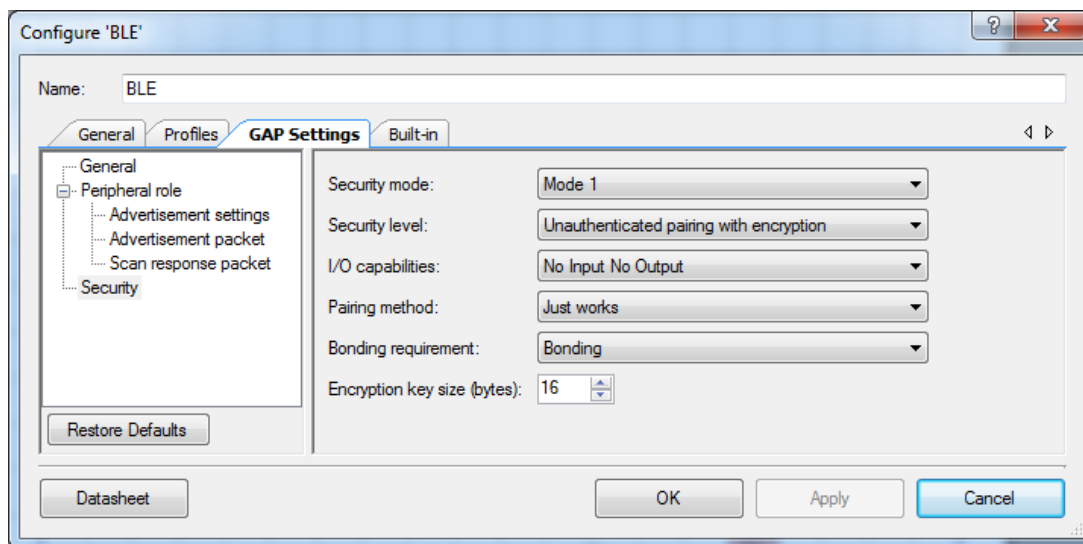 Configure 'BLE'
Name: BLE
General Profiles GAP Settings Built-in
General
Peripheral role
Advertisement settings
Advertisement packet
Scan response packet
Security
Restore Defaults
Security mode: Mode 1
Security level: Unauthenticated pairing with encryption
I/O capabilities: No Input No Output
Pairing method: Just works
Bonding requirement: Bonding
Encryption key size (bytes): 16
Datasheet OK Apply Cancel